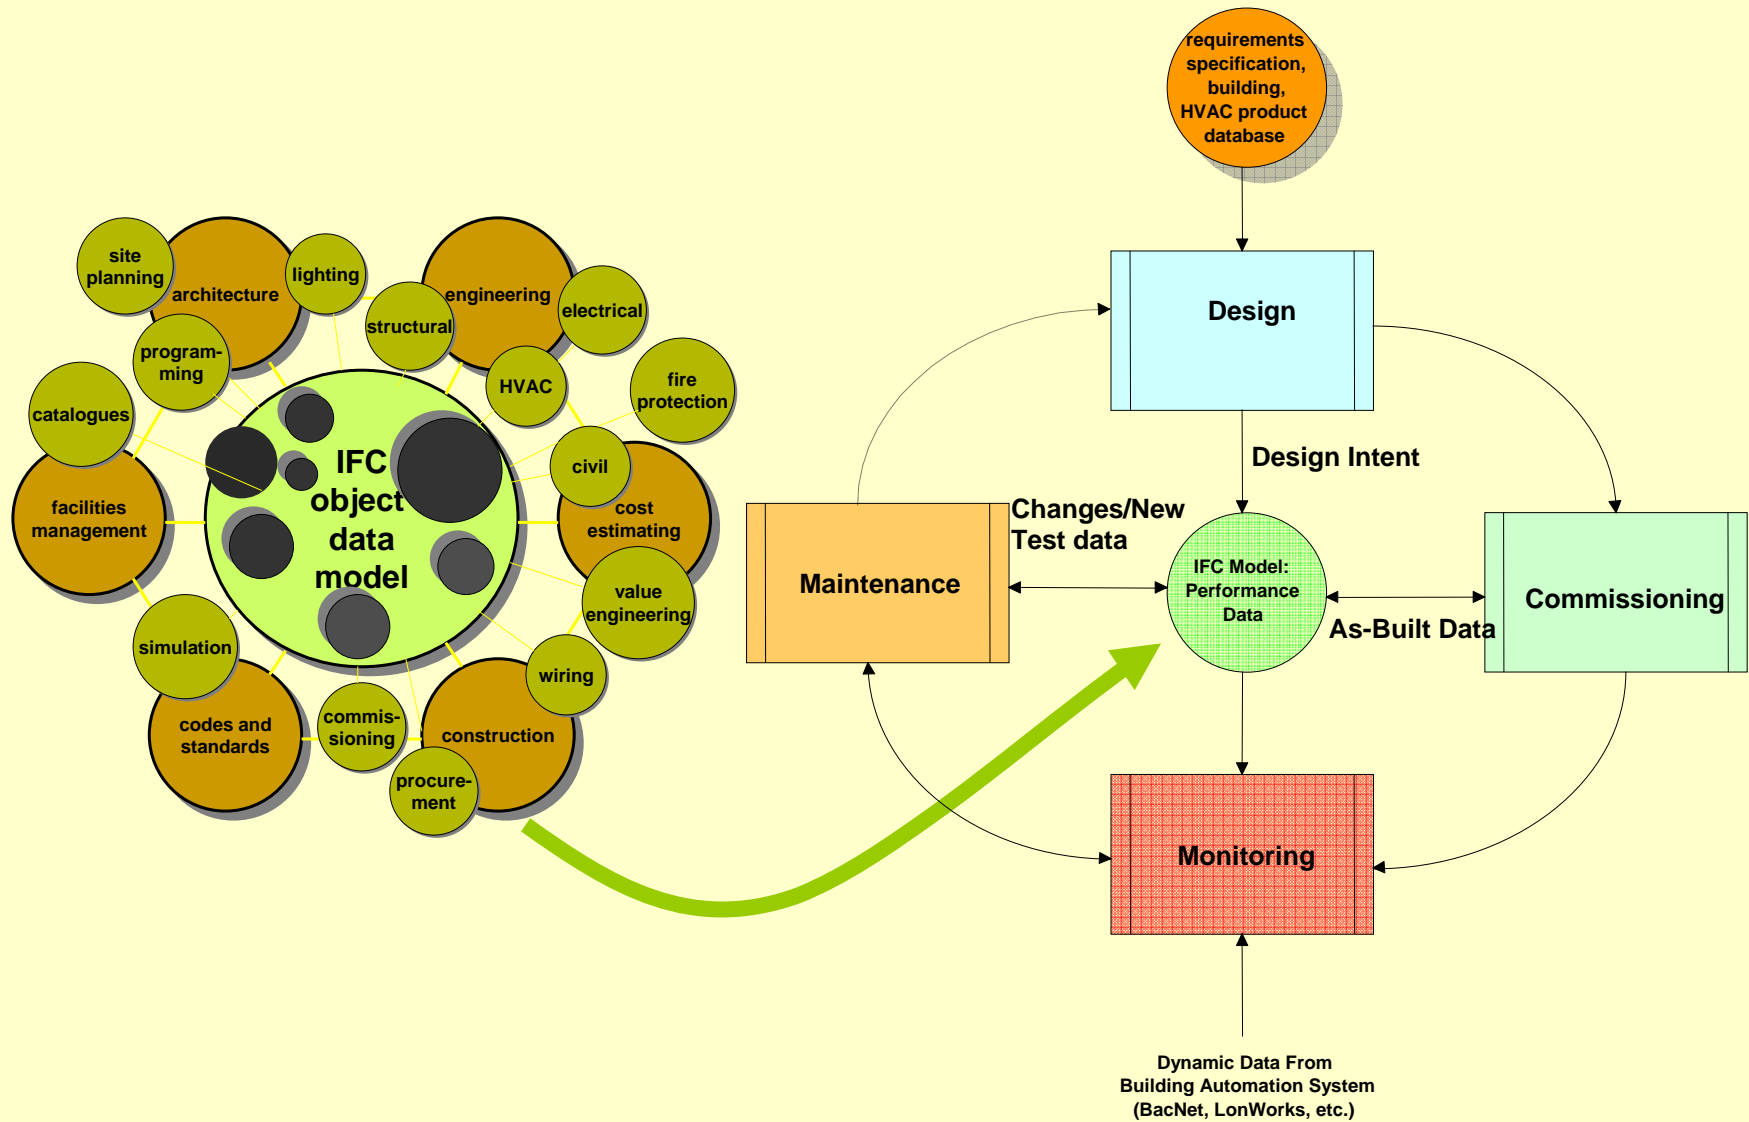 requirements
specification,
building,
HVAC product
database
site
planning
architecture
lighting
engineering
structural
electrical
program-
ming
HVAC
fire
protection
catalogues
civil
IFC
object
data
model
facilities
management
cost
estimating
simulation
value
engineering
wiring
codes and
standards
commis-
sioning
construction
procure-
ment
Design
Design Intent
Changes/New
Test data
Maintenance
IFC Model:
Performance
Data
Commissioning
As-Built Data
Monitoring
Dynamic Data From
Building Automation System
(BacNet, LonWorks, etc.)